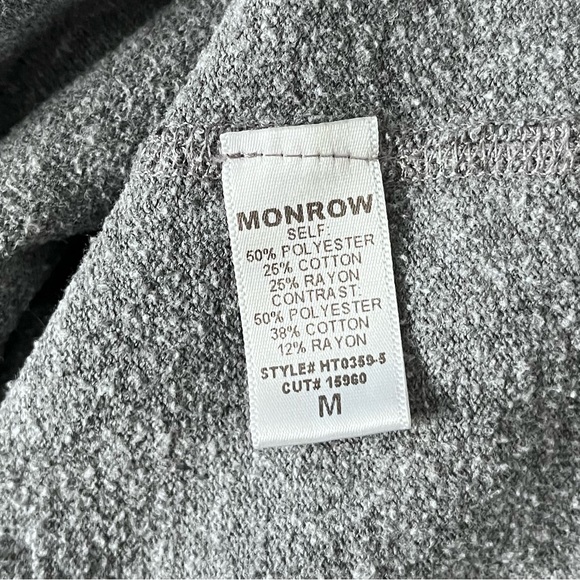 MONROW
SELF:
50% POLYESTER
25% COTTON
25% RAYON
CONTRAST:
50% POLYESTER
38% COTTON
12% RAYON
STYLE# HT0359-5
CUT# 15960
M